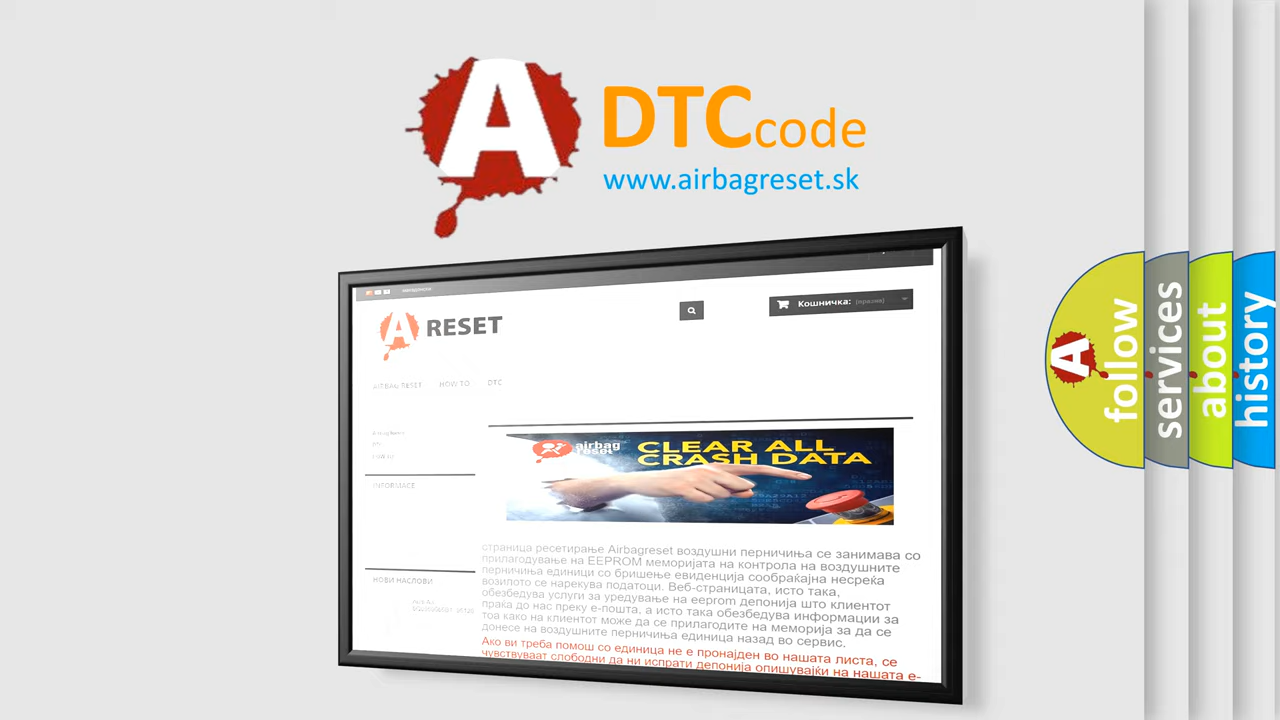 A DTC code
www.airbagreset.sk
A RESET
Кошничка: (празна)
AIRBAG RESET HOW TO DTC
airbag reset
CLEAR ALL
CRASH DATA
INFORMACE
НОВИ НАСЛОВИ
страница ресетирање Airbagreset воздушни перничиња се занимава со
прилагодување на EEPROM меморијата на контрола на воздушните
перничиња единици со бришење евиденција сообраќајна несреќа
возилото се нарекува податоци. Веб-страницата, исто така,
обезбедува услуги за уредување на eeprom депонија што клиентот
праќа до нас преку е-пошта, а исто така обезбедува информации за
тоа како на клиентот може да се прилагодите на меморија за да се
донесе на воздушните перничиња единица назад во сервис.
Ако ви треба помош со единица не е пронајден во нашата листа, се
чувствуваат слободни да ни испрати депонија опишувајќи на нашата е-
follow
services
about
history